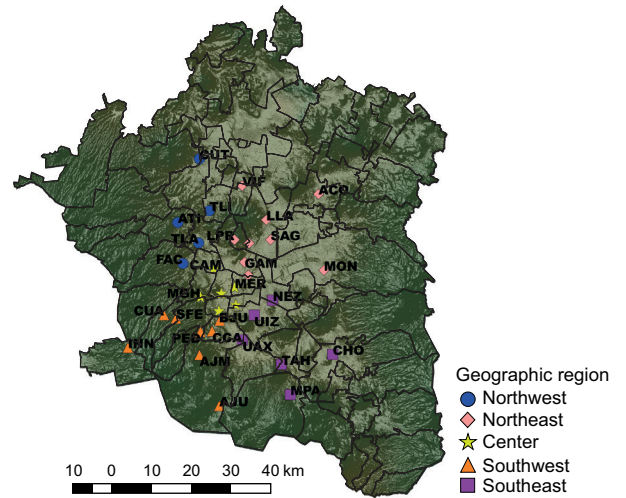 CUT
VIF
ACO
TLI
ATI
LLA
TLA
LPR
SAG
FAC
CAM
GAM
MON
MGH
MER
NEZ
CUA
SFE
BJU
UIZ
PED
CCA
UAX
INN
AJM
TAH
CHO
MPA
AJU
Geographic region
Northwest
Northeast
Center
Southwest
Southeast
10 0 10 20 30 40 km